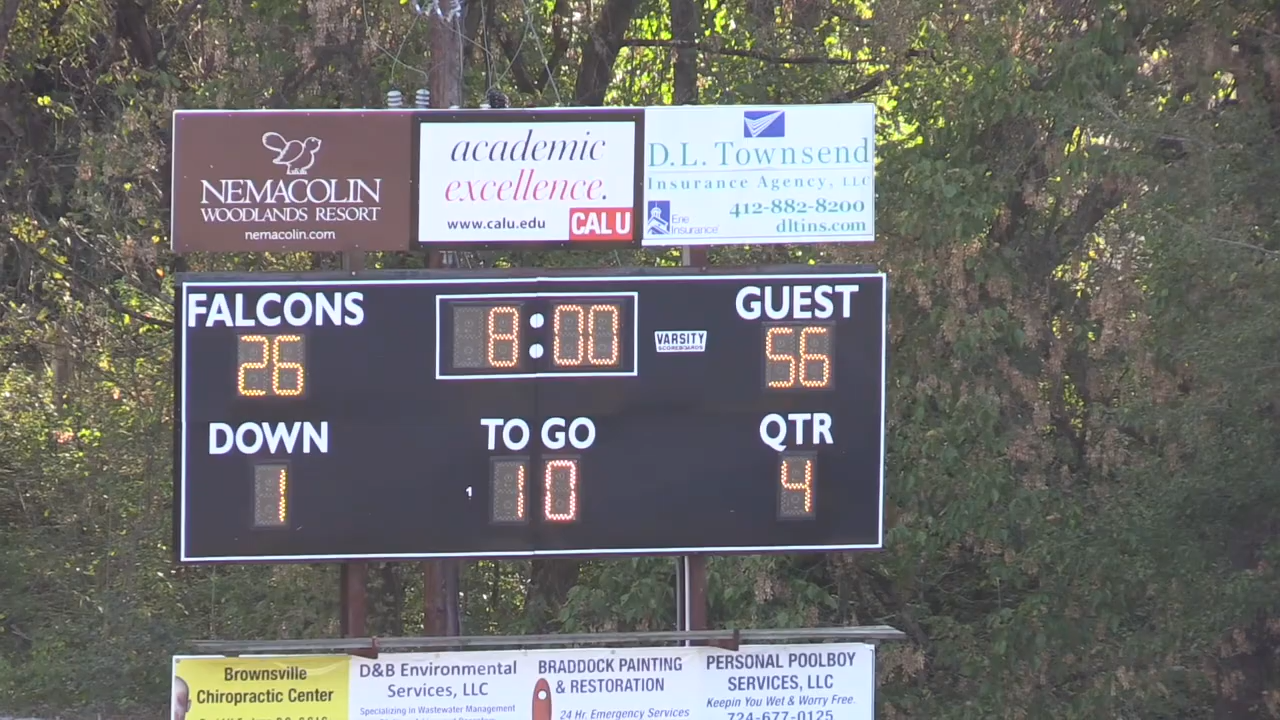 NEMACOLIN
WOODLANDS RESORT
nemacolin.com
academic
excellence.
www.calu.edu
CAL U
D.L. Townsend
Insurance Agency, LLC
412-882-8200
Erie
Insurance
dltins.com
FALCONS
26
8:00
VARSITY
SCOREBOARDS
GUEST
56
DOWN
1
TO GO
10
QTR
4
Brownsville
Chiropractic Center
D&B Environmental
Services, LLC
Specializing in Wastewater Management
BRADDOCK PAINTING
& RESTORATION
24 Hr. Emergency Services
PERSONAL POOLBOY
SERVICES, LLC
Keepin You Wet & Worry Free
724-677-0125